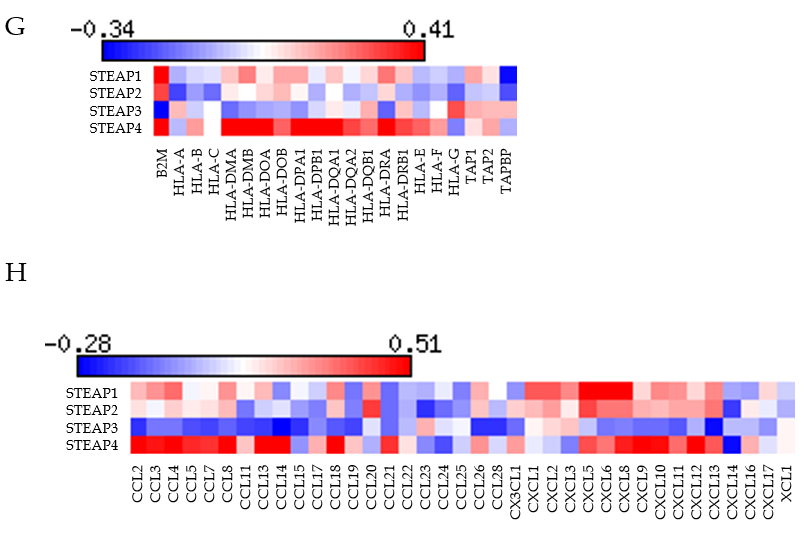 G
-0.34 0.41
STEAP1
STEAP2
STEAP3
STEAP4
B2M HLA-A HLA-B HLA-C HLA-DMA HLA-DMB HLA-DOA HLA-DOB HLA-DPA1 HLA-DPB1 HLA-DQA1 HLA-DQA2 HLA-DQB1 HLA-DRA HLA-DRB1 HLA-E HLA-F HLA-G TAP1 TAP2 TAPBP
H
-0.28 0.51
STEAP1
STEAP2
STEAP3
STEAP4
CCL2 CCL3 CCL4 CCL5 CCL7 CCL8 CCL11 CCL13 CCL14 CCL15 CCL17 CCL18 CCL19 CCL20 CCL21 CCL22 CCL23 CCL24 CCL25 CCL26 CCL28 CX3CL1 CXCL1 CXCL2 CXCL3 CXCL5 CXCL6 CXCL8 CXCL9 CXCL10 CXCL11 CXCL12 CXCL13 CXCL14 CXCL16 CXCL17 XCL1